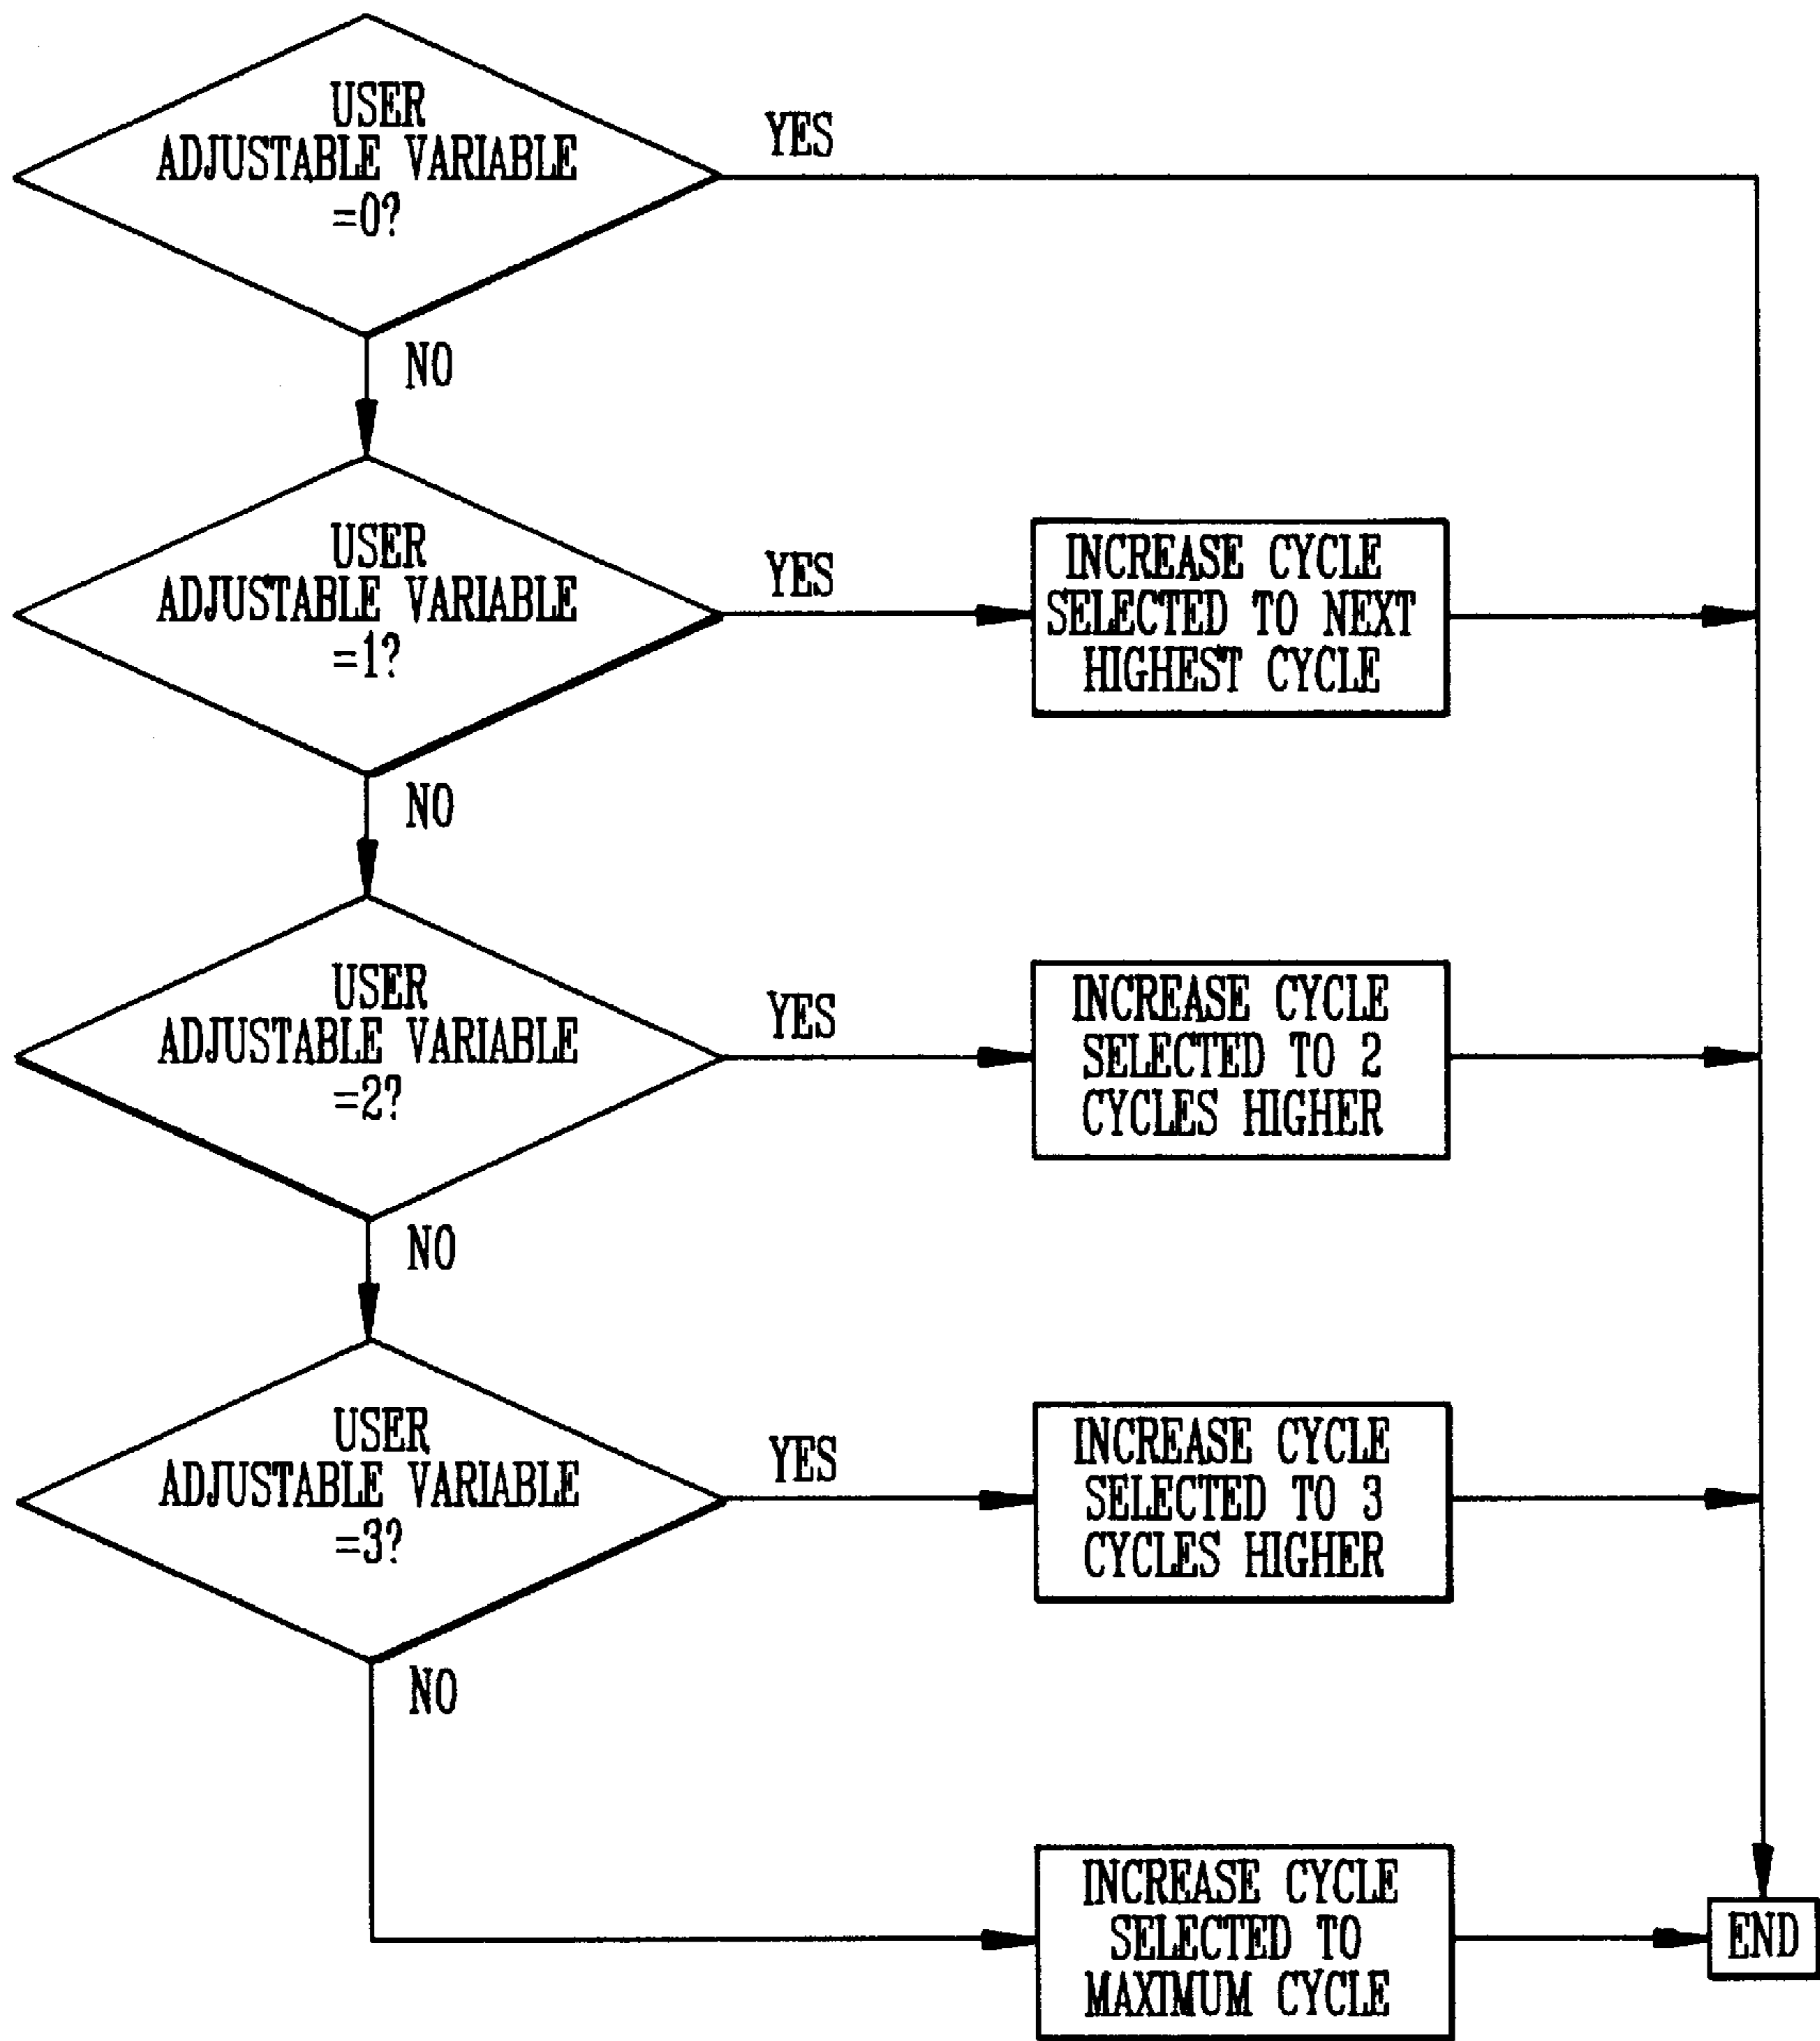 USER
ADJUSTABLE VARIABLE
=0?
YES
NO
USER
ADJUSTABLE VARIABLE
=1?
YES
INCREASE CYCLE
SELECTED TO NEXT
HIGHEST CYCLE
NO
USER
ADJUSTABLE VARIABLE
=2?
YES
INCREASE CYCLE
SELECTED TO 2
CYCLES HIGHER
NO
USER
ADJUSTABLE VARIABLE
=3?
YES
INCREASE CYCLE
SELECTED TO 3
CYCLES HIGHER
NO
INCREASE CYCLE
SELECTED TO
MAXIMUM CYCLE
END